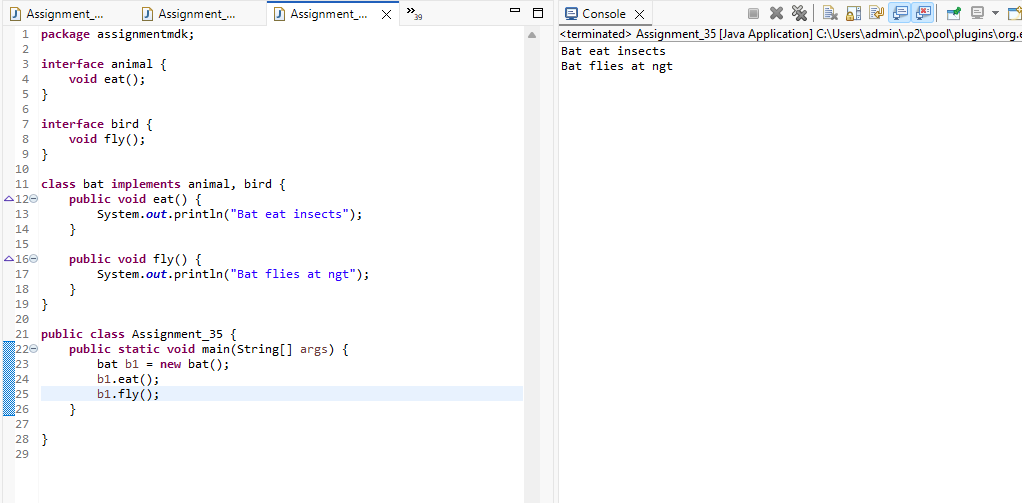 Assignment_...
Assignment_...
Assignment_...
39
1 package assignmentmdk;
2
3 interface animal {
4 void eat();
5 }
6
7 interface bird {
8 void fly();
9 }
10
11 class bat implements animal, bird {
12 public void eat() {
13 System.out.println("Bat eat insects");
14 }
15
16 public void fly() {
17 System.out.println("Bat flies at ngt");
18 }
19 }
20
21 public class Assignment_35 {
22 public static void main(String[] args) {
23 bat b1 = new bat();
24 b1.eat();
25 b1.fly();
26 }
27
28 }
29
Console
<terminated> Assignment_35 [Java Application] C:\Users\admin\.p2\pool\plugins\org.e
Bat eat insects
Bat flies at ngt